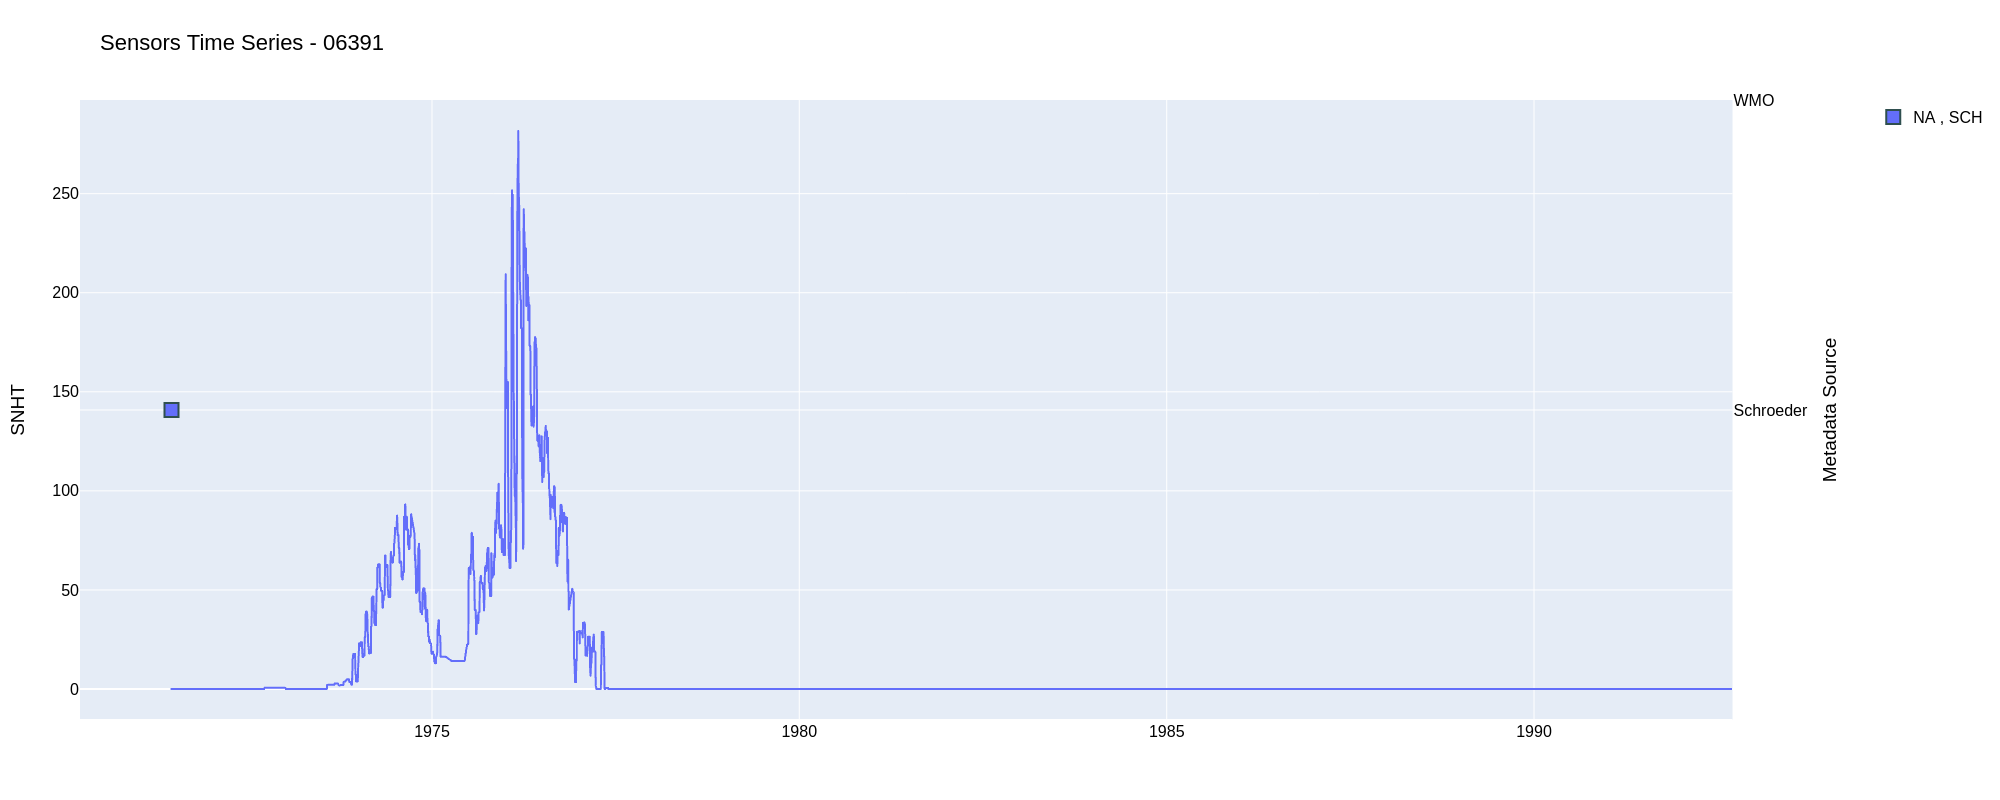 Sensors Time Series - 06391
WMO
NA , SCH
250
200
150
100
50
0
SNHT
Schroeder
Metadata Source
1975
1980
1985
1990